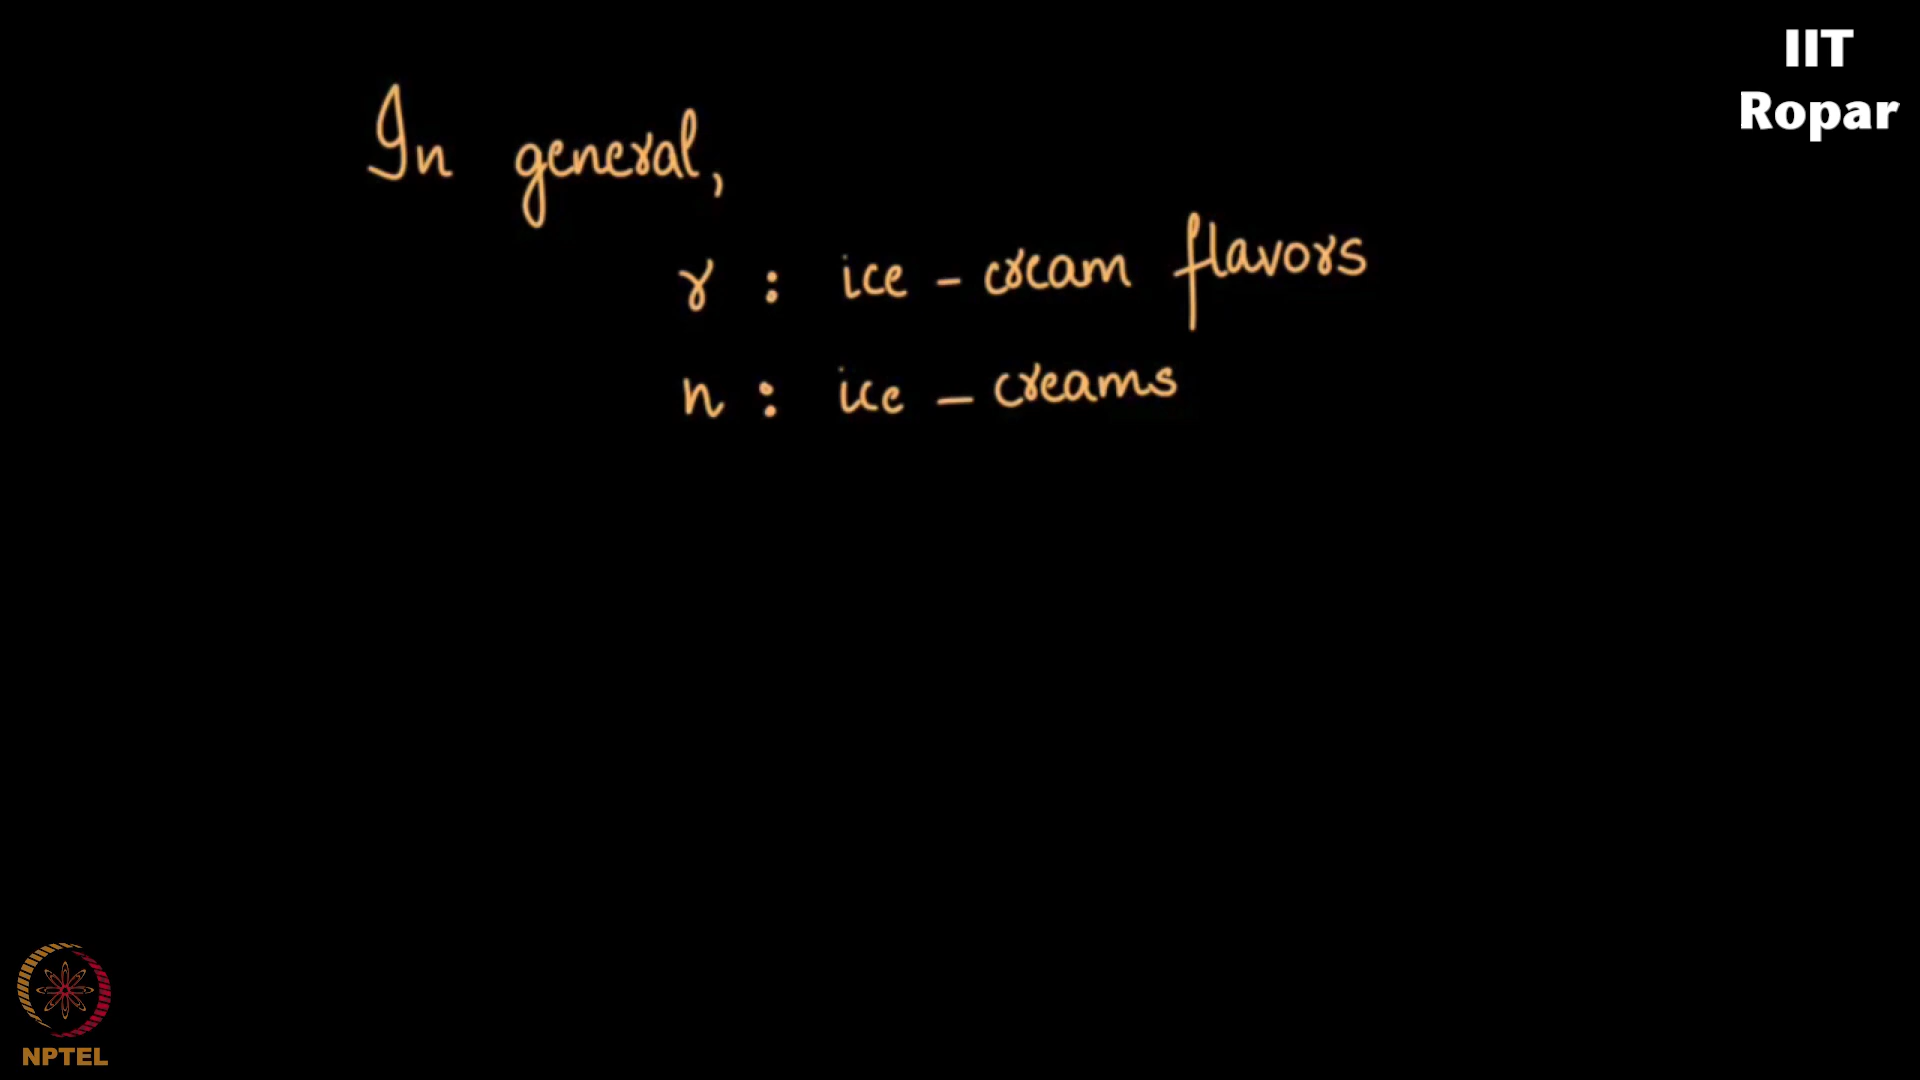 IIT
Ropar
In general,
r : ice - cream flavors
n : ice - creams
NPTEL